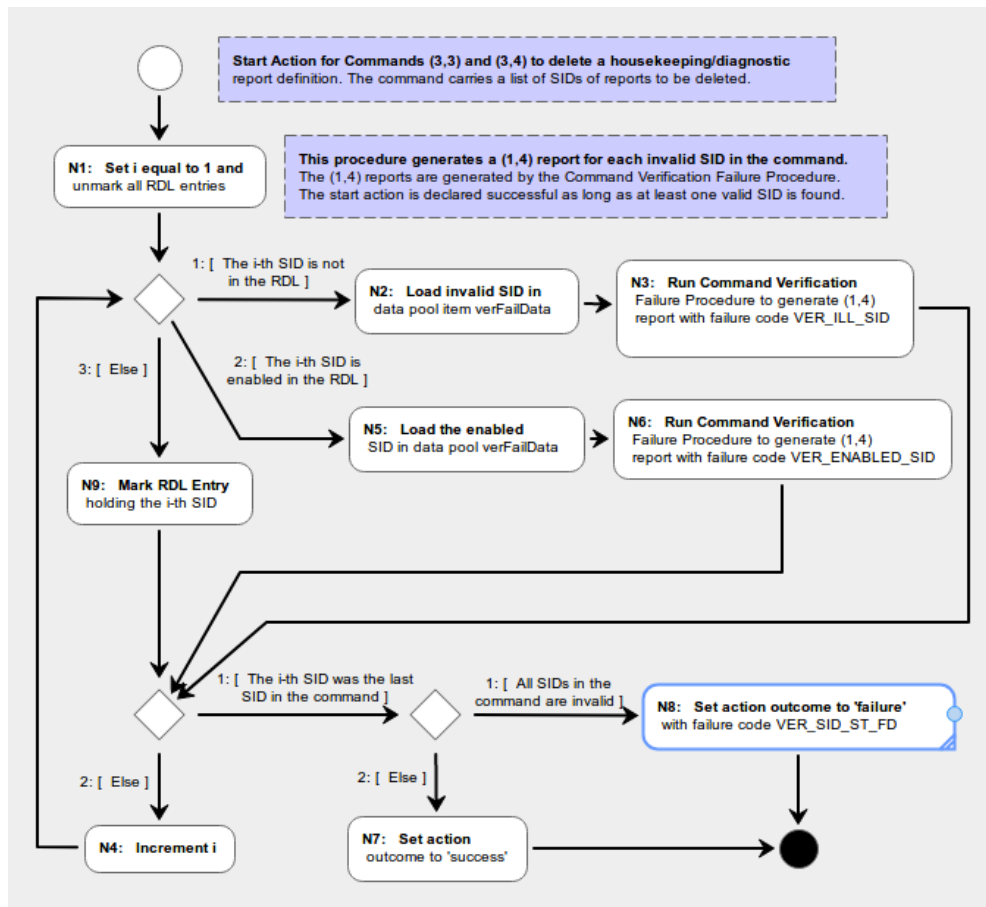 Start Action for Commands (3,3) and (3,4) to delete a housekeeping/diagnostic
report definition. The command carries a list of SIDs of reports to be deleted.
N1: Set i equal to 1 and
unmark all RDL entries
This procedure generates a (1,4) report for each invalid SID in the command.
The (1,4) reports are generated by the Command Verification Failure Procedure.
The start action is declared successful as long as at least one valid SID is found.
1: [ The i-th SID is not
in the RDL ]
N2: Load invalid SID in
data pool item verFailData
N3: Run Command Verification
Failure Procedure to generate (1,4)
report with failure code VER_ILL_SID
3: [ Else ]
2: [ The i-th SID is
enabled in the RDL ]
N5: Load the enabled
SID in data pool verFailData
N6: Run Command Verification
Failure Procedure to generate (1,4)
report with failure code VER_ENABLED_SID
N9: Mark RDL Entry
holding the i-th SID
1: [ The i-th SID was the last
SID in the command ]
1: [ All SIDs in the
command are invalid ]
N8: Set action outcome to 'failure'
with failure code VER_SID_ST_FD
2: [ Else ]
2: [ Else ]
N4: Increment i
N7: Set action
outcome to 'success'